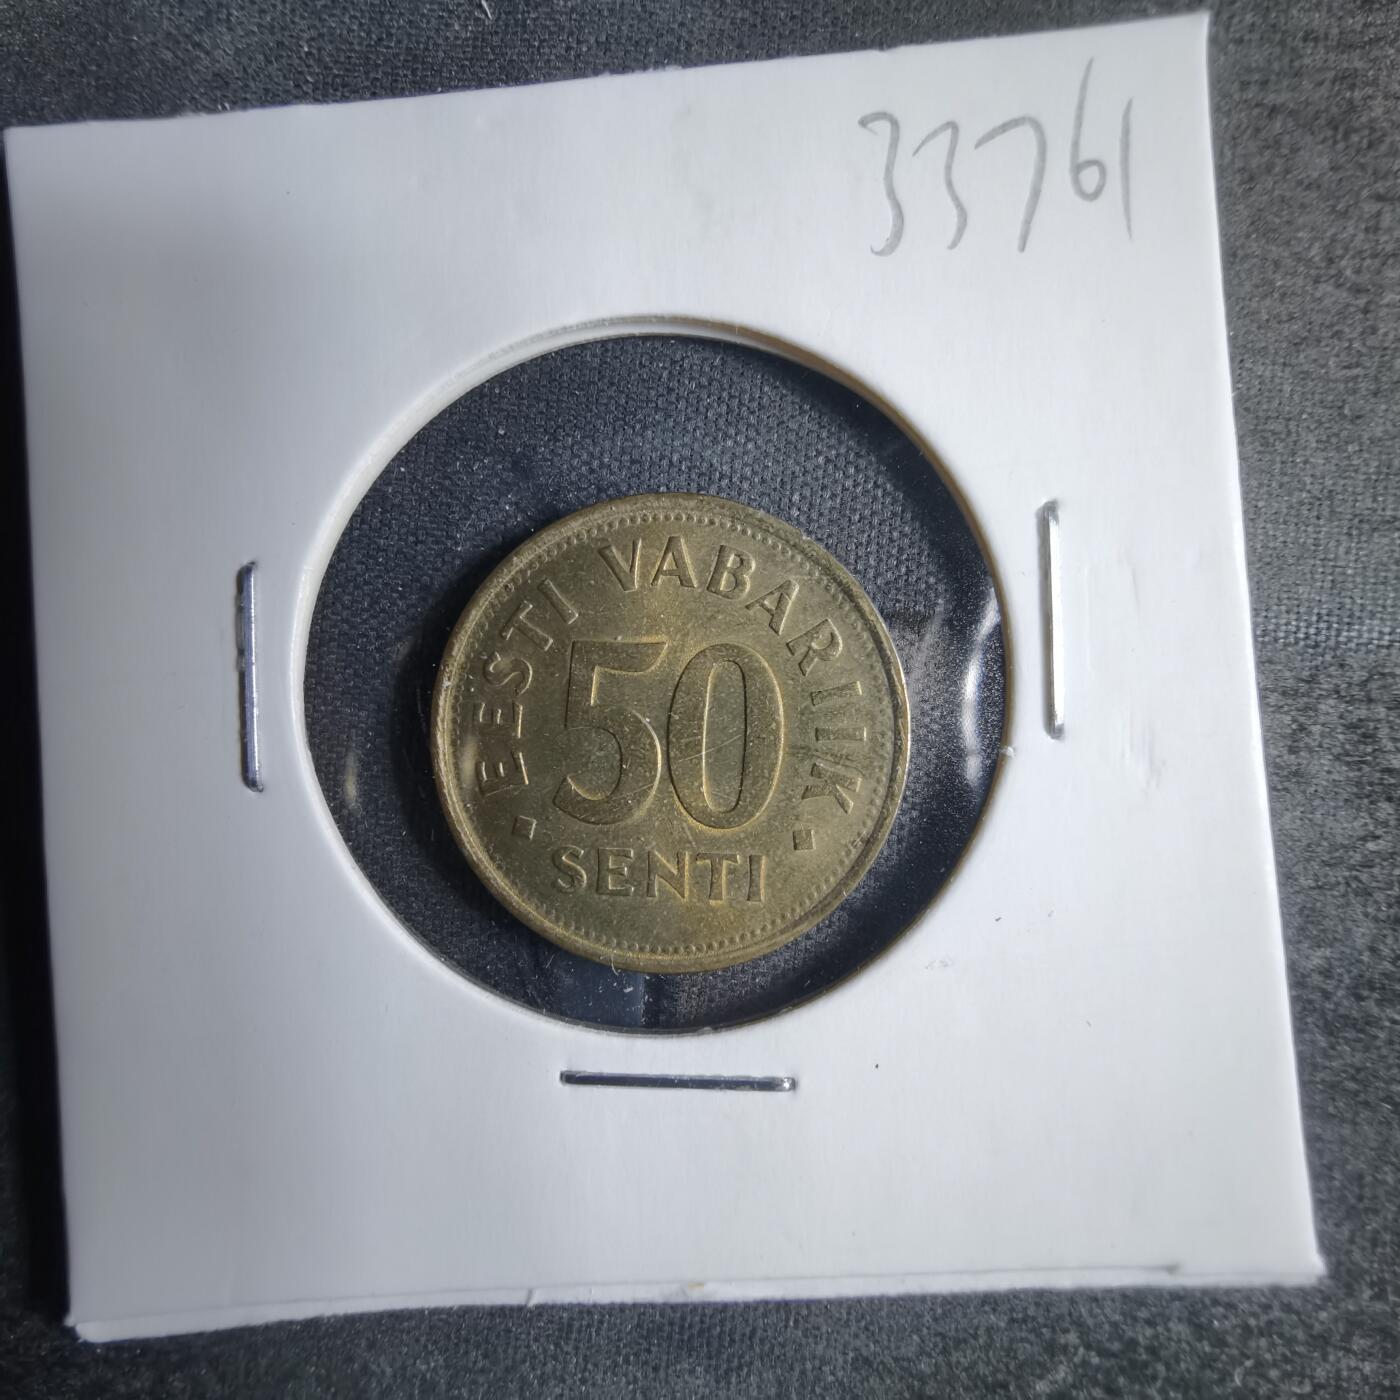 33761
EESTI VABARIIK
50
SENTI